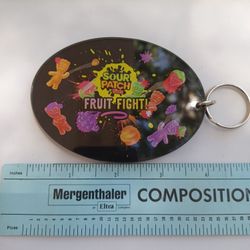 SOUR
PATCH
KIDS
FRUIT FIGHT!
Inches
Mergenthaler
Eltra
COMPOSITION